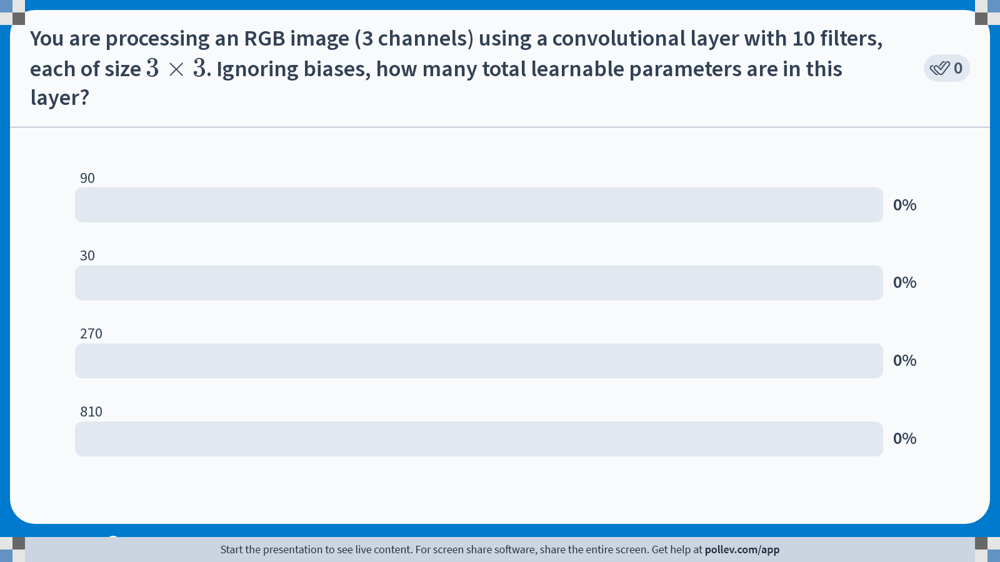 You are processing an RGB image (3 channels) using a convolutional layer with 10 filters,
each of size 3 × 3. Ignoring biases, how many total learnable parameters are in this
layer?
0
90
0%
30
0%
270
0%
810
0%
Start the presentation to see live content. For screen share software, share the entire screen. Get help at pollev.com/app